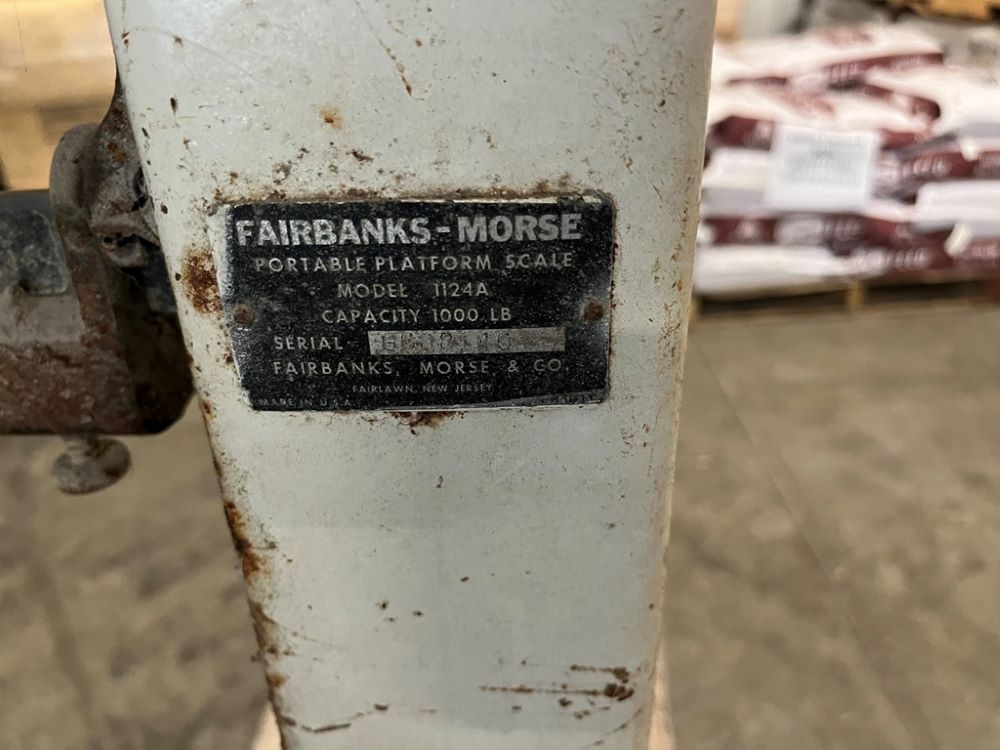 FAIRBANKS-MORSE
PORTABLE PLATFORM SCALE
MODEL 1124A
CAPACITY 1000 LB
SERIAL
FAIRBANKS, MORSE & CO.
FAIRLAWN, NEW JERSEY
MADE IN U.S.A.